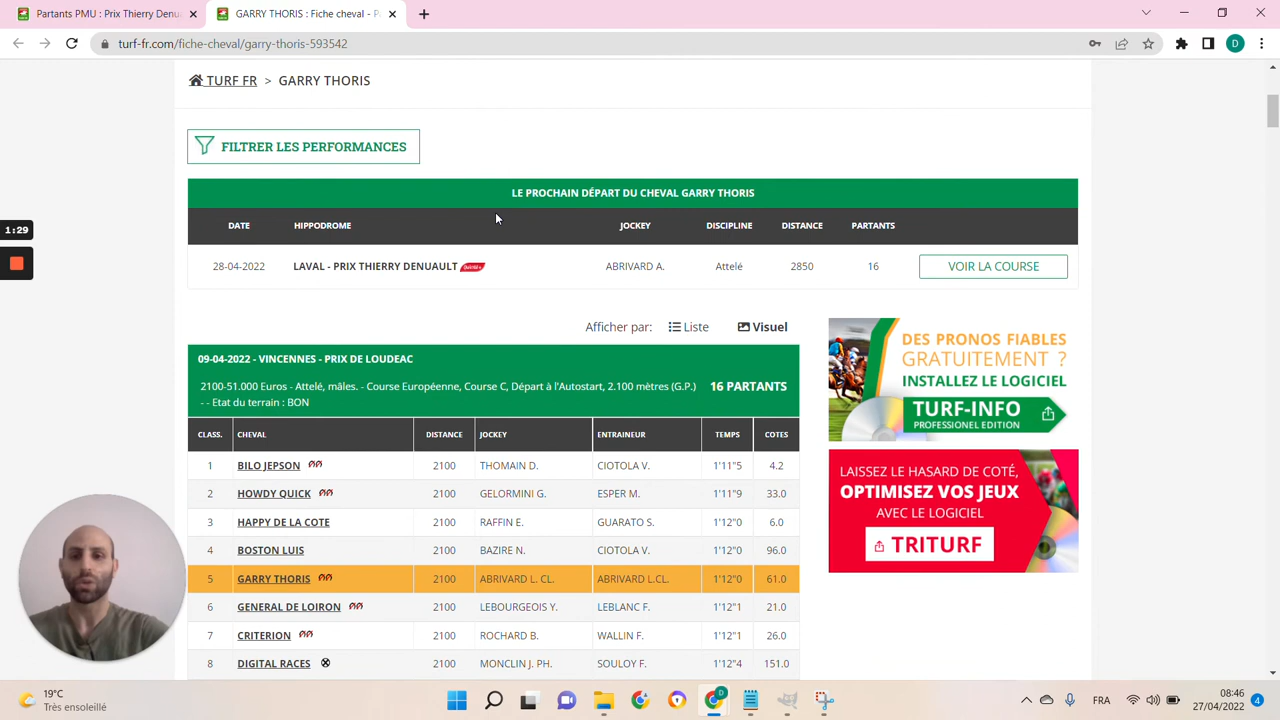 Partants PMU : Prix Thierry Denu
GARRY THORIS : Fiche cheval - P
turf-fr.com/fiche-cheval/garry-thoris-593542
D
TURF FR > GARRY THORIS
FILTRER LES PERFORMANCES
LE PROCHAIN DÉPART DU CHEVAL GARRY THORIS
DATE HIPPODROME JOCKEY DISCIPLINE DISTANCE PARTANTS
28-04-2022 LAVAL - PRIX THIERRY DENUAULT Quinté+ ABRIVARD A. Attelé 2850 16 VOIR LA COURSE
1:29
Afficher par: Liste Visuel
09-04-2022 - VINCENNES - PRIX DE LOUDEAC
2100-51.000 Euros - Attelé, mâles. - Course Européenne, Course C, Départ à l'Autostart, 2.100 mètres (G.P.)
- - Etat du terrain : BON
16 PARTANTS
CLASS. CHEVAL DISTANCE JOCKEY ENTRAINEUR TEMPS COTES
1 BILO JEPSON 2100 THOMAIN D. CIOTOLA V. 1'11"5 4.2
2 HOWDY QUICK 2100 GELORMINI G. ESPER M. 1'11"9 33.0
3 HAPPY DE LA COTE 2100 RAFFIN E. GUARATO S. 1'12"0 6.0
4 BOSTON LUIS 2100 BAZIRE N. CIOTOLA V. 1'12"0 96.0
5 GARRY THORIS 2100 ABRIVARD L. CL. ABRIVARD L.CL. 1'12"0 61.0
6 GENERAL DE LOIRON 2100 LEBOURGEOIS Y. LEBLANC F. 1'12"1 21.0
7 CRITERION 2100 ROCHARD B. WALLIN F. 1'12"1 26.0
8 DIGITAL RACES 2100 MONCLIN J. PH. SOULOY F. 1'12"4 151.0
DES PRONOS FIABLES
GRATUITEMENT ?
INSTALLEZ LE LOGICIEL
TURF-INFO
PROFESSIONEL EDITION
LAISSEZ LE HASARD DE COTÉ,
OPTIMISEZ VOS JEUX
AVEC LE LOGICIEL
TRITURF
19°C
Très ensoleillé
D
FRA
08:46
27/04/2022
4